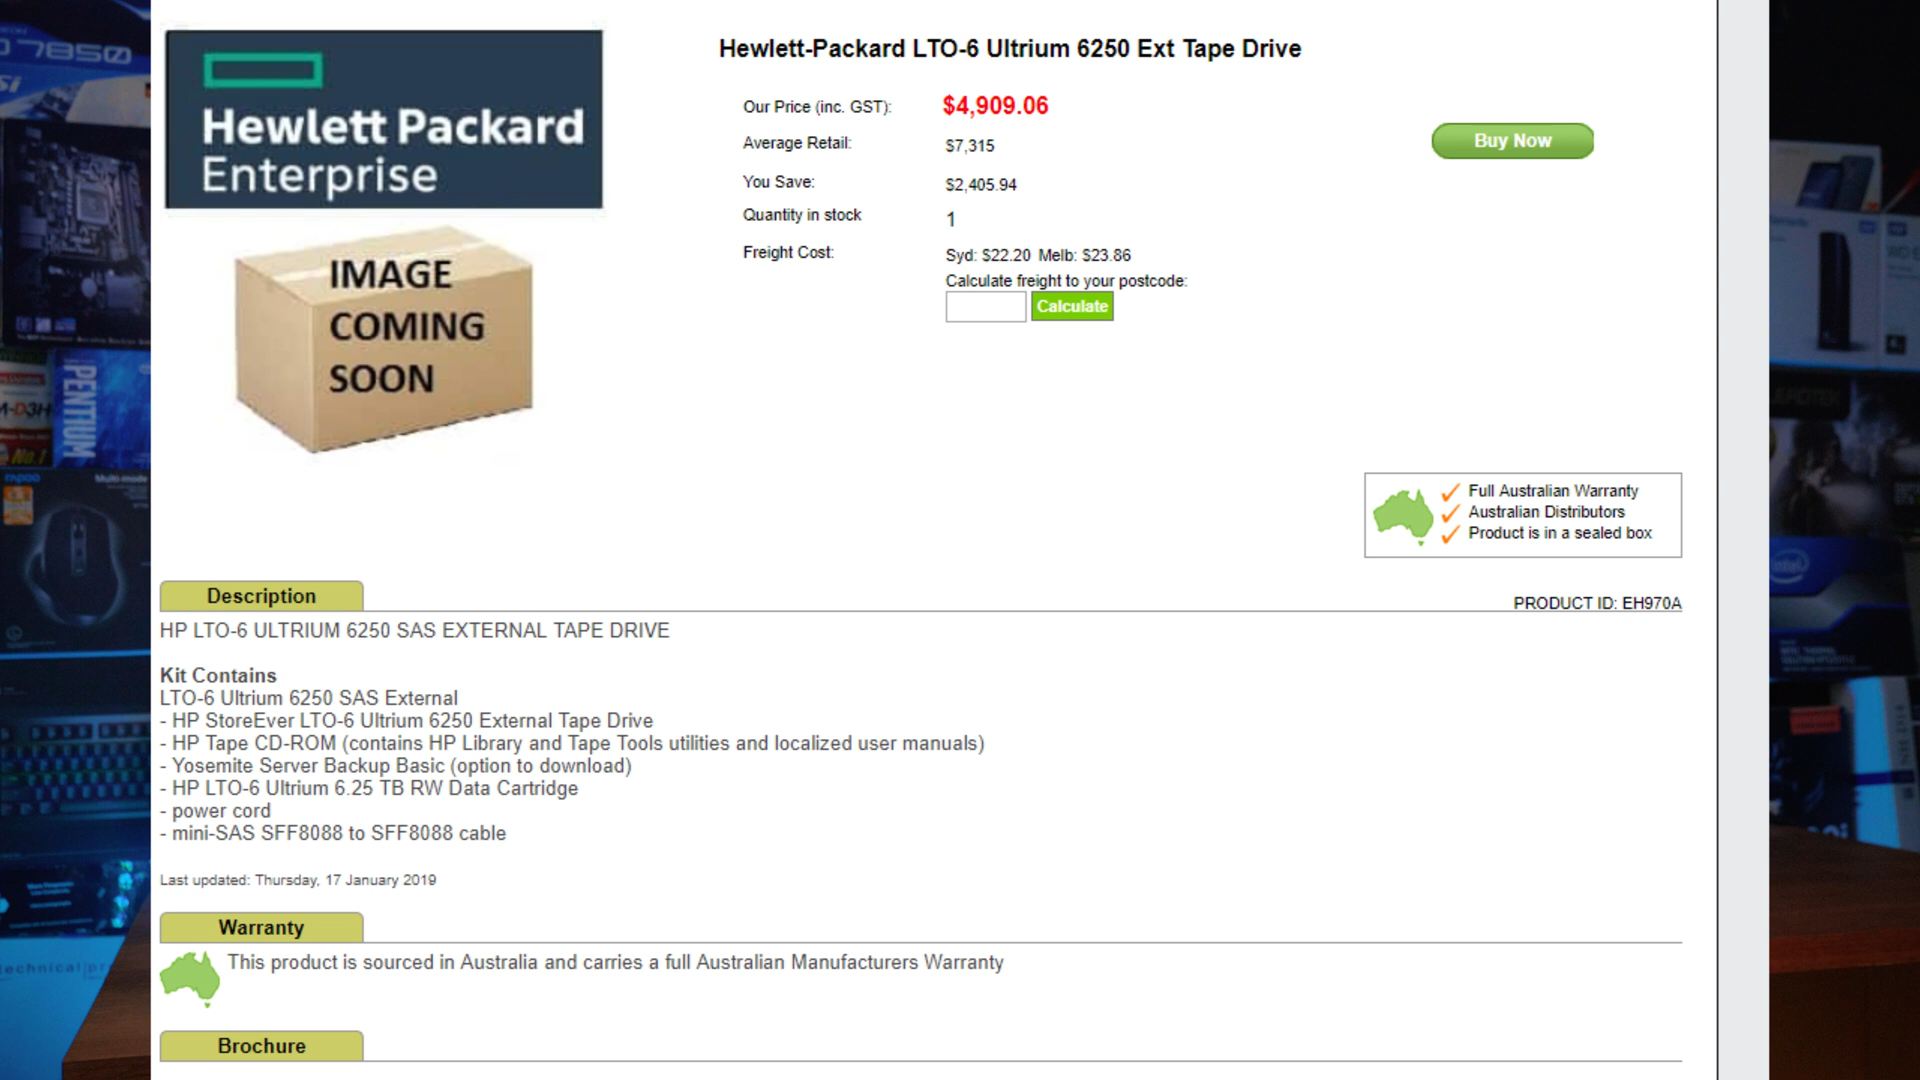 Hewlett Packard
Enterprise
IMAGE
COMING
SOON
Hewlett-Packard LTO-6 Ultrium 6250 Ext Tape Drive
Our Price (inc. GST): $4,909.06
Average Retail: $7,315
You Save: $2,405.94
Quantity in stock 1
Freight Cost: Syd: $22.20 Melb: $23.86
Calculate freight to your postcode:
Calculate
Buy Now
Full Australian Warranty
Australian Distributors
Product is in a sealed box
Description
PRODUCT ID: EH970A
HP LTO-6 ULTRIUM 6250 SAS EXTERNAL TAPE DRIVE
Kit Contains
LTO-6 Ultrium 6250 SAS External
- HP StoreEver LTO-6 Ultrium 6250 External Tape Drive
- HP Tape CD-ROM (contains HP Library and Tape Tools utilities and localized user manuals)
- Yosemite Server Backup Basic (option to download)
- HP LTO-6 Ultrium 6.25 TB RW Data Cartridge
- power cord
- mini-SAS SFF8088 to SFF8088 cable
Last updated: Thursday, 17 January 2019
Warranty
This product is sourced in Australia and carries a full Australian Manufacturers Warranty
Brochure
7850
PENTIUM
M-D3H
No.1
rapoo
Multi-mode
intel